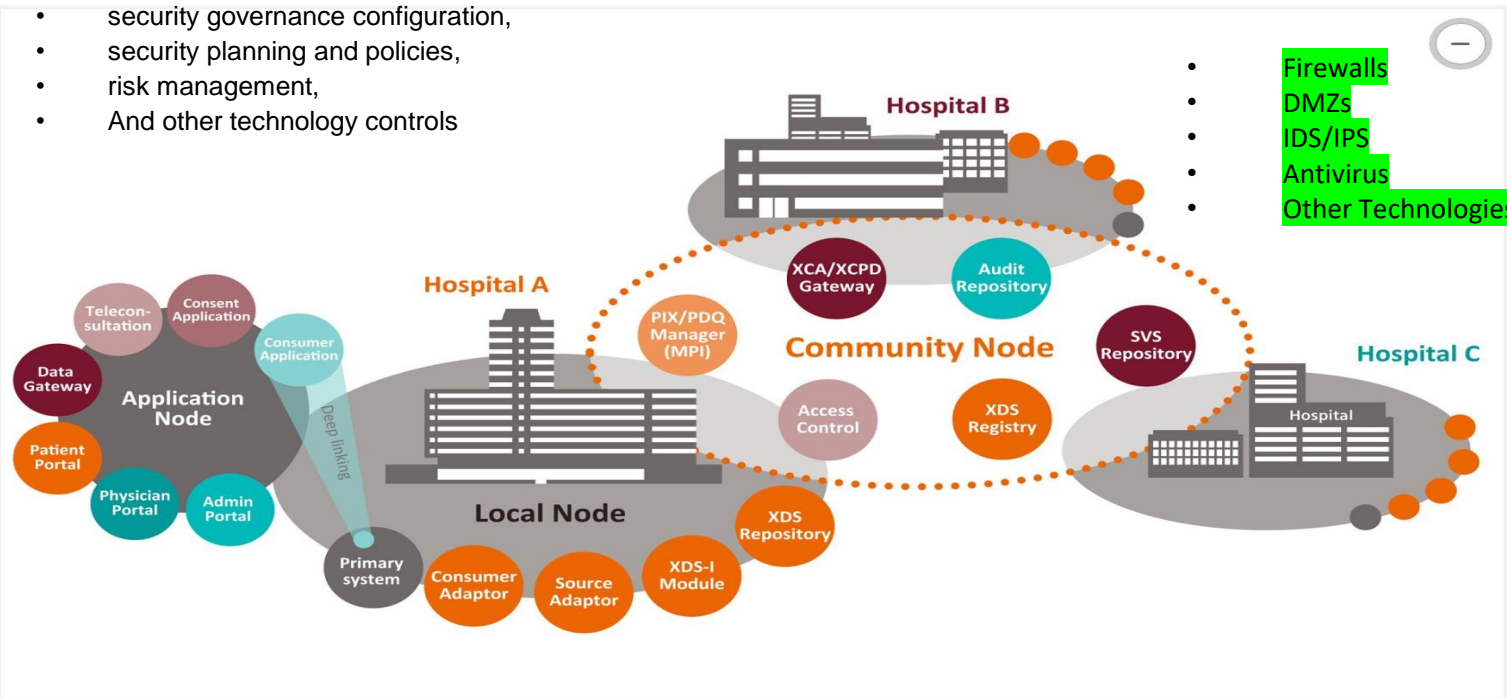 • security governance configuration,
• security planning and policies,
• risk management,
• And other technology controls
• Firewalls
• DMZs
• IDS/IPS
• Antivirus
• Other Technologies
Hospital B
Hospital A
Hospital C
XCA/XCPD
Gateway
Audit
Repository
PIX/PDQ
Manager
(MPI)
Community Node
SVS
Repository
Access
Control
XDS
Registry
Hospital
Telecon-
sultation
Consent
Application
Consumer
Application
Data
Gateway
Application
Node
Deep linking
Patient
Portal
Physician
Portal
Admin
Portal
Local Node
Primary
system
Consumer
Adaptor
Source
Adaptor
XDS-I
Module
XDS
Repository